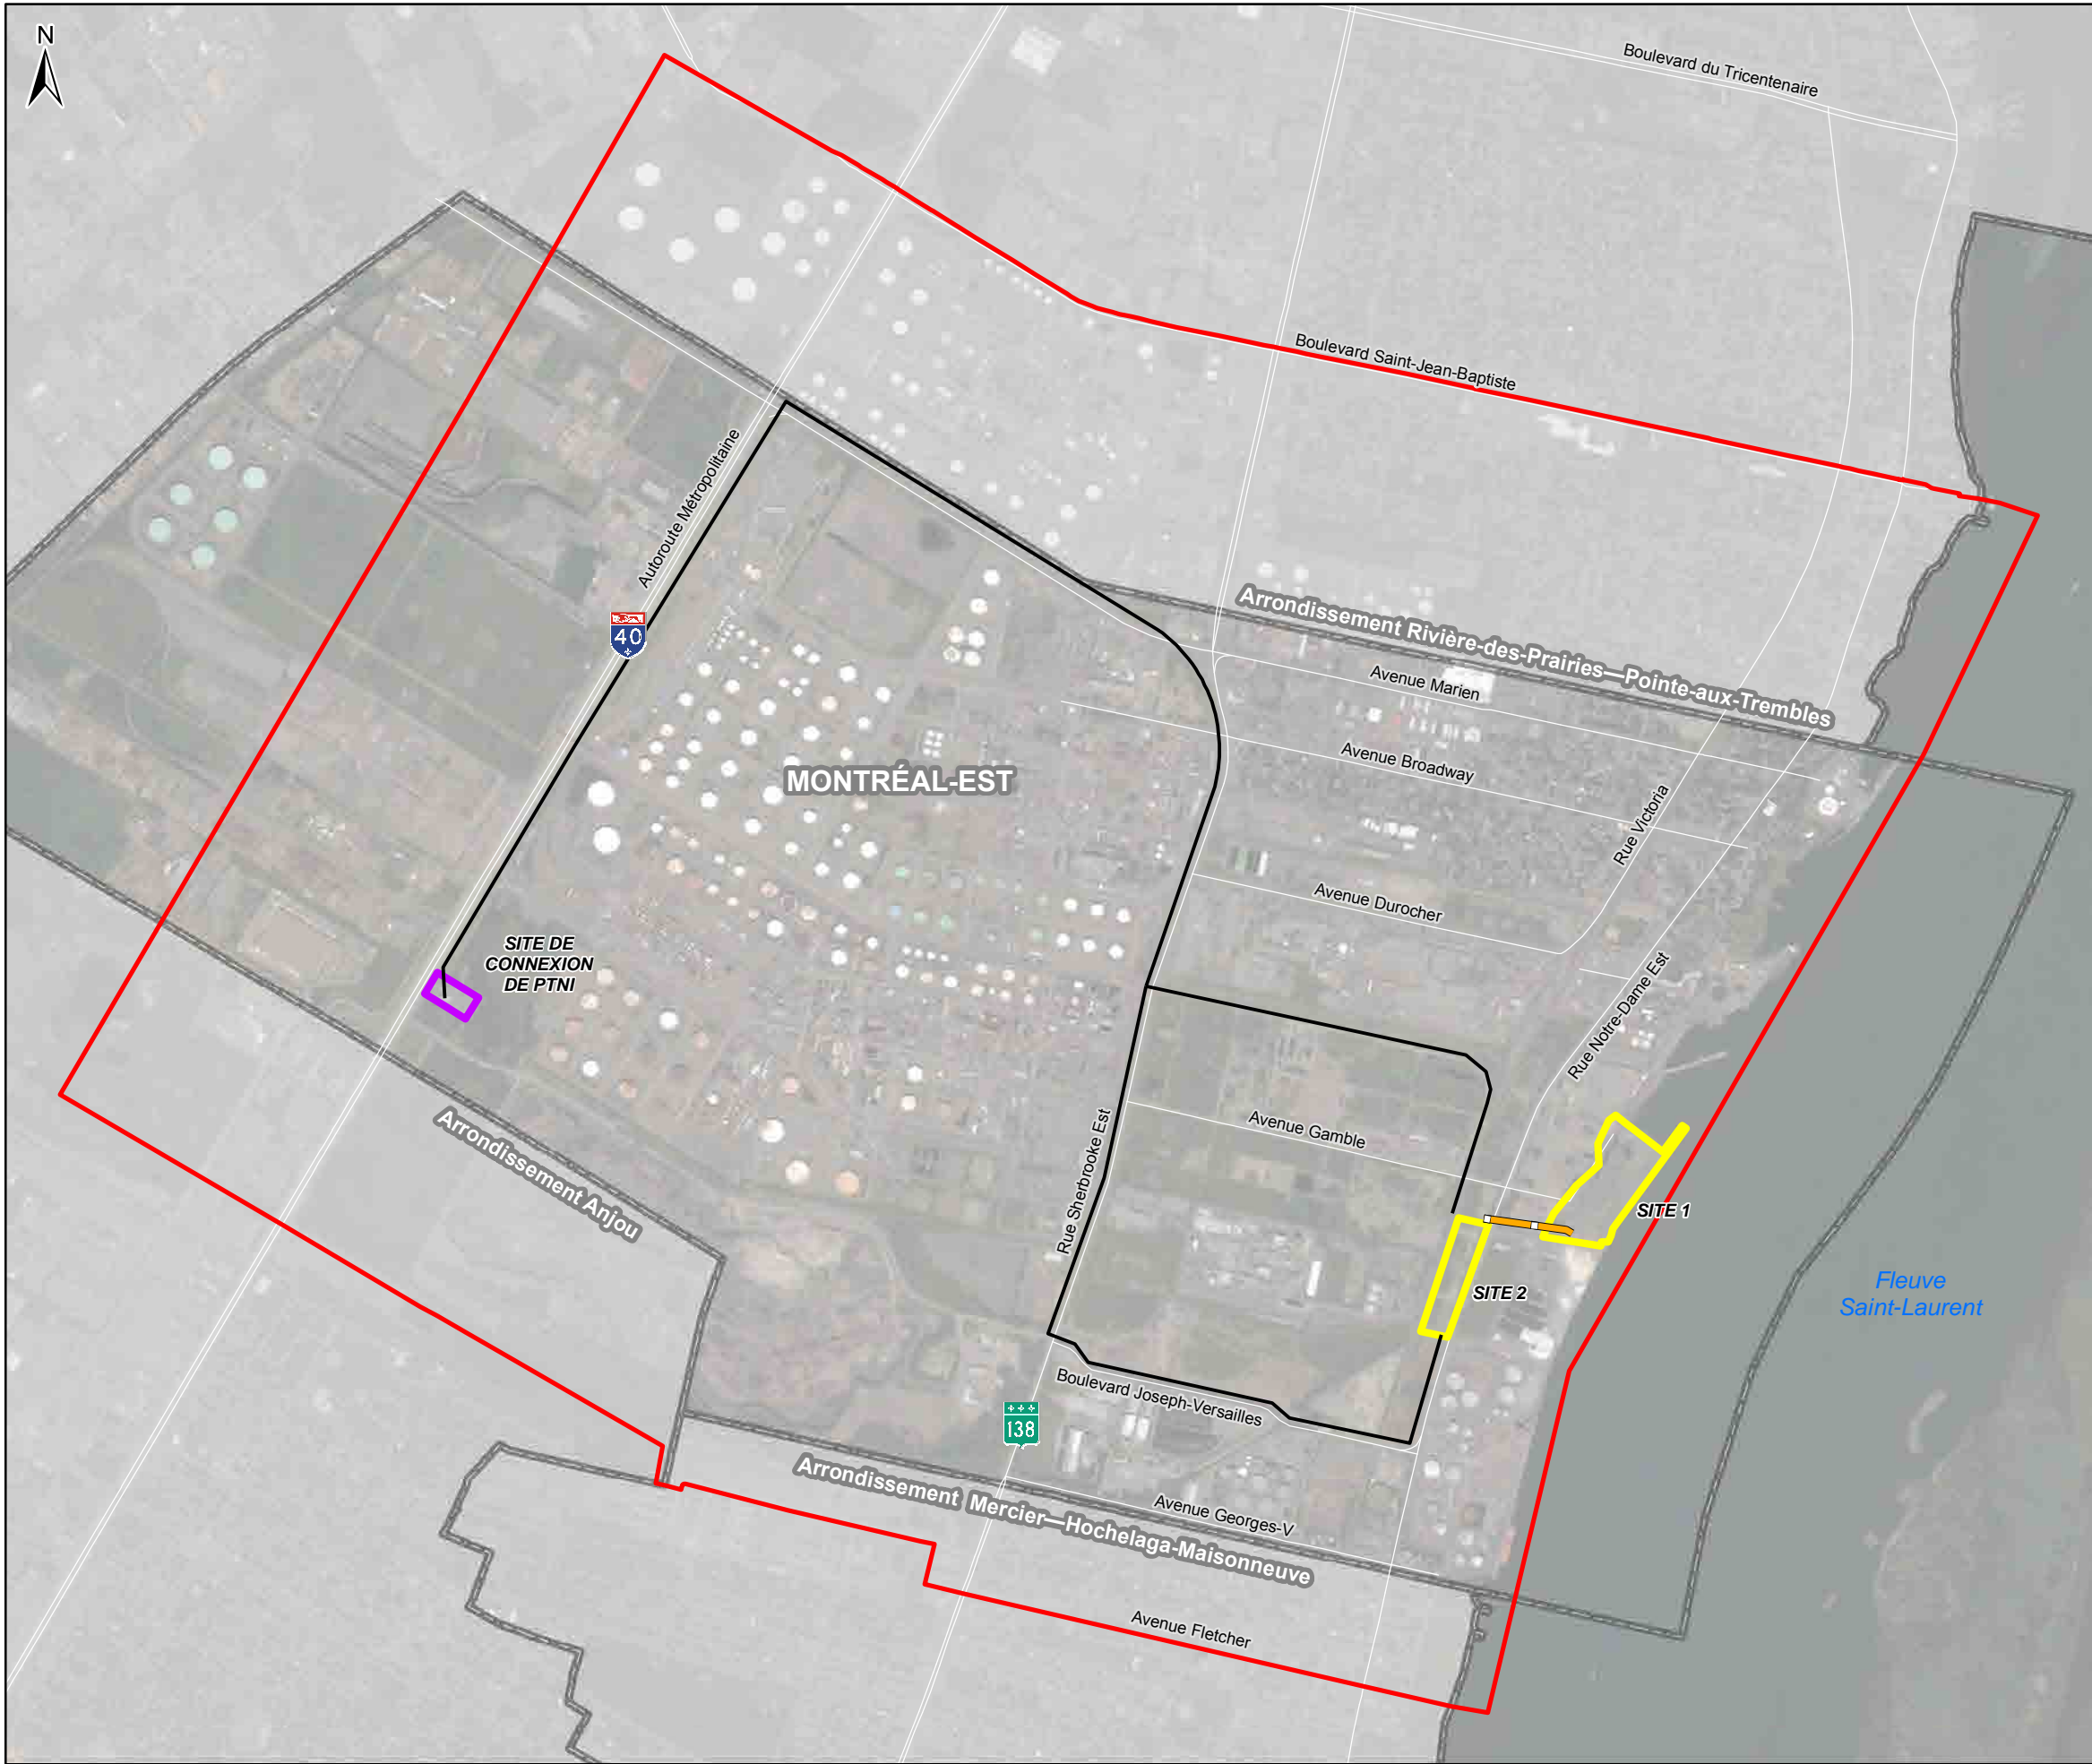 N
Boulevard du Tricentenaire
Boulevard Saint-Jean-Baptiste
Autoroute Métropolitaine
40
Arrondissement Rivière-des-Prairies—Pointe-aux-Trembles
Avenue Marien
Avenue Broadway
MONTRÉAL-EST
Rue Victoria
Avenue Durocher
SITE DE
CONNEXION
DE PTNI
Rue Notre-Dame Est
Avenue Gamble
Arrondissement Anjou
Rue Sherbrooke Est
SITE 1
SITE 2
Fleuve
Saint-Laurent
Boulevard Joseph-Versailles
138
Arrondissement Mercier—Hochelaga-Maisonneuve
Avenue Georges-V
Avenue Fletcher